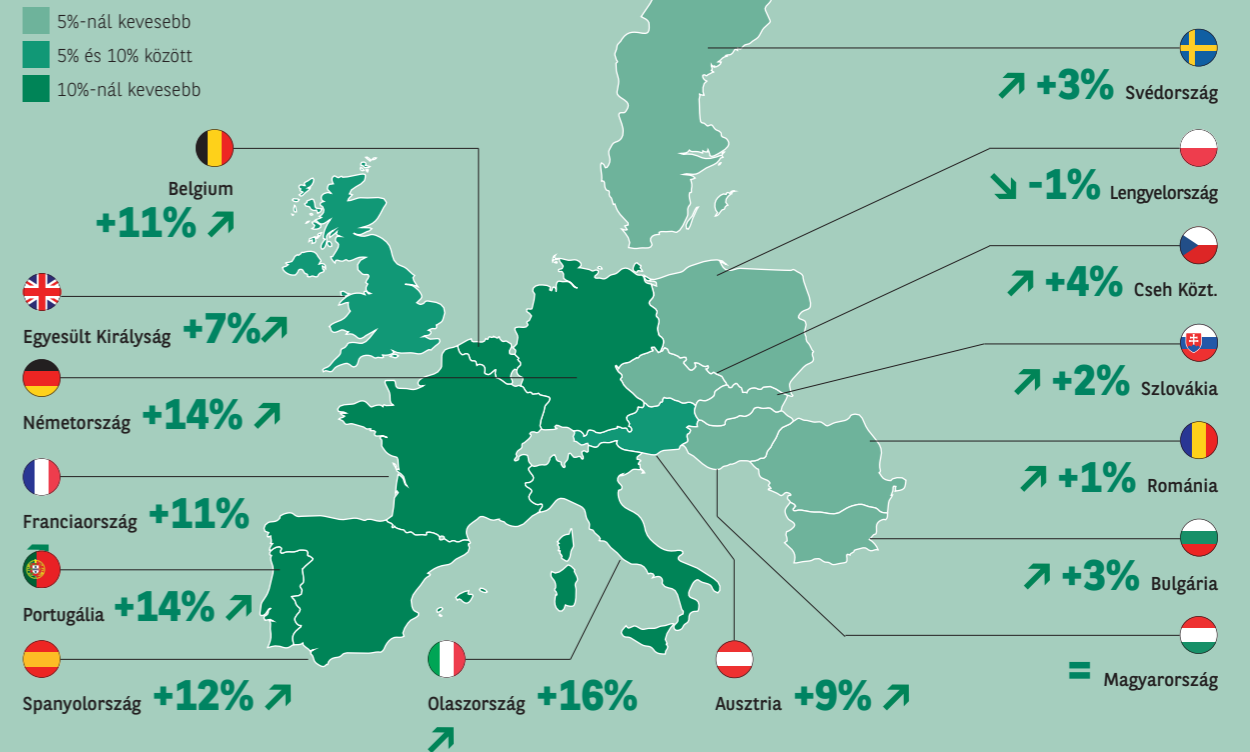 5%-nál kevesebb
5% és 10% között
10%-nál kevesebb
Belgium
+11%
Egyesült Királyság +7%
Németország +14%
Franciaország +11%
Portugália +14%
Spanyolország +12%
Olaszország +16%
Ausztria +9%
+3% Svédország
-1% Lengyelország
+4% Cseh Közt.
+2% Szlovákia
+1% Románia
+3% Bulgária
= Magyarország